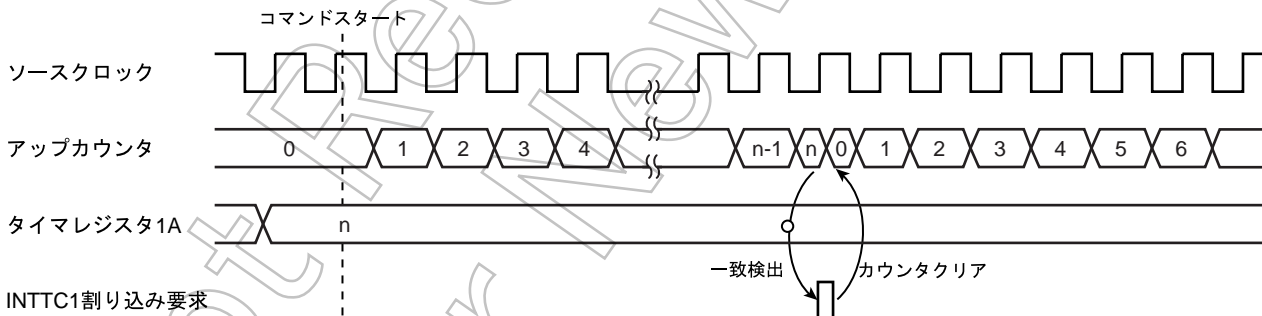 コマンドスタート
ソースクロック
アップカウンタ 0 1 2 3 4 n-1 n 0 1 2 3 4 5 6
タイマレジスタ1A n
一致検出 カウンタクリア
INTTC1割り込み要求